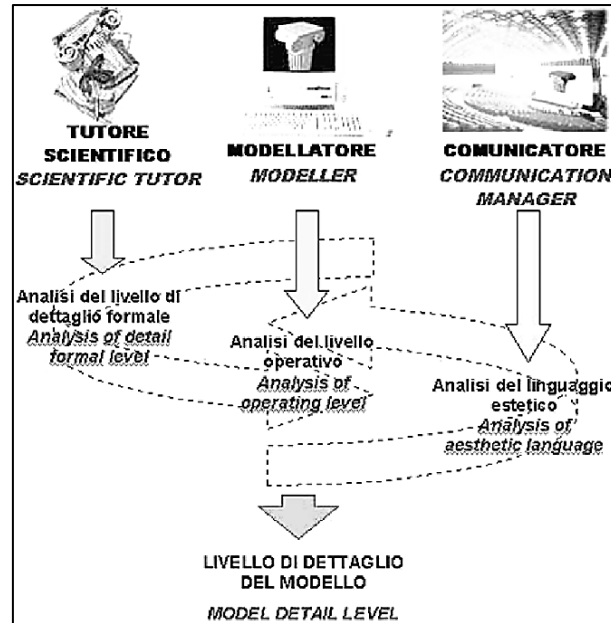 TUTORE
SCIENTIFICO
SCIENTIFIC TUTOR
MODELLATORE
MODELLER
COMUNICATORE
COMMUNICATION
MANAGER
Analisi del livello di
dettaglio formale
Analysis of detail
formal level
Analisi del livello
operativo
Analysis of
operating level
Analisi del linguaggio
estetico
Analysis of
aesthetic language
LIVELLO DI DETTAGLIO
DEL MODELLO
MODEL DETAIL LEVEL